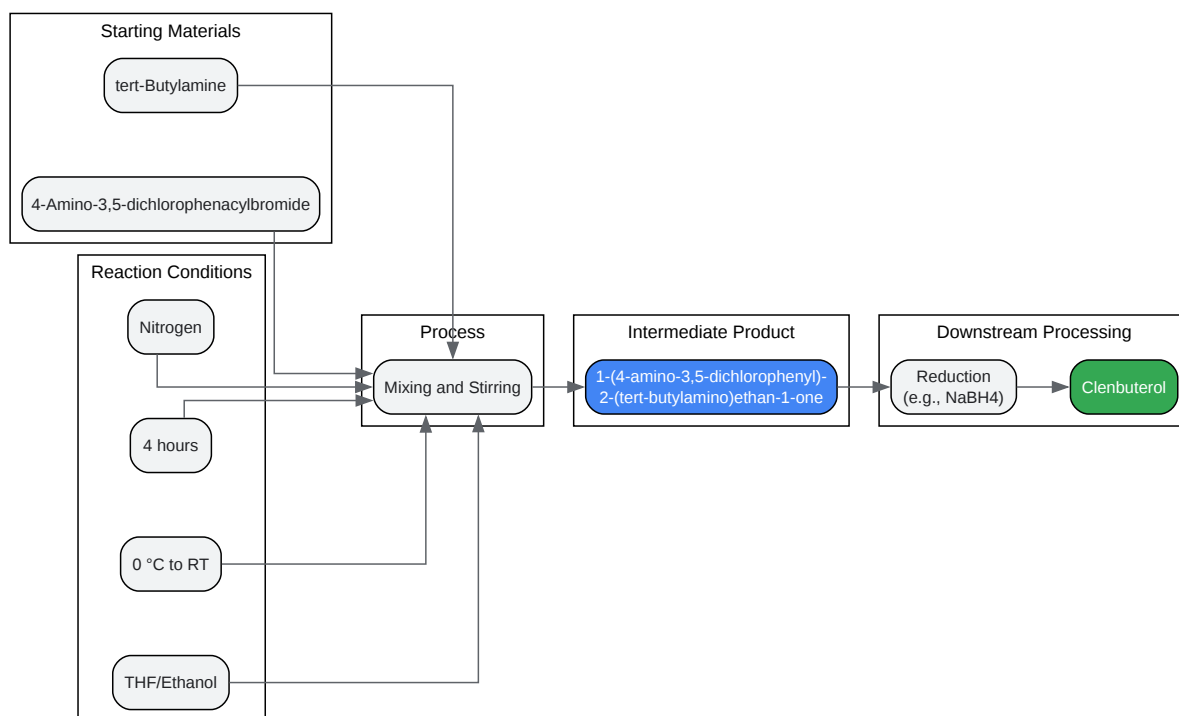 Starting Materials
tert-Butylamine
4-Amino-3,5-dichlorophenacylbromide
Reaction Conditions
Nitrogen
4 hours
0 °C to RT
THF/Ethanol
Process
Mixing and Stirring
Intermediate Product
1-(4-amino-3,5-dichlorophenyl)-
2-(tert-butylamino)ethan-1-one
Downstream Processing
Reduction
(e.g., NaBH4)
Clenbuterol